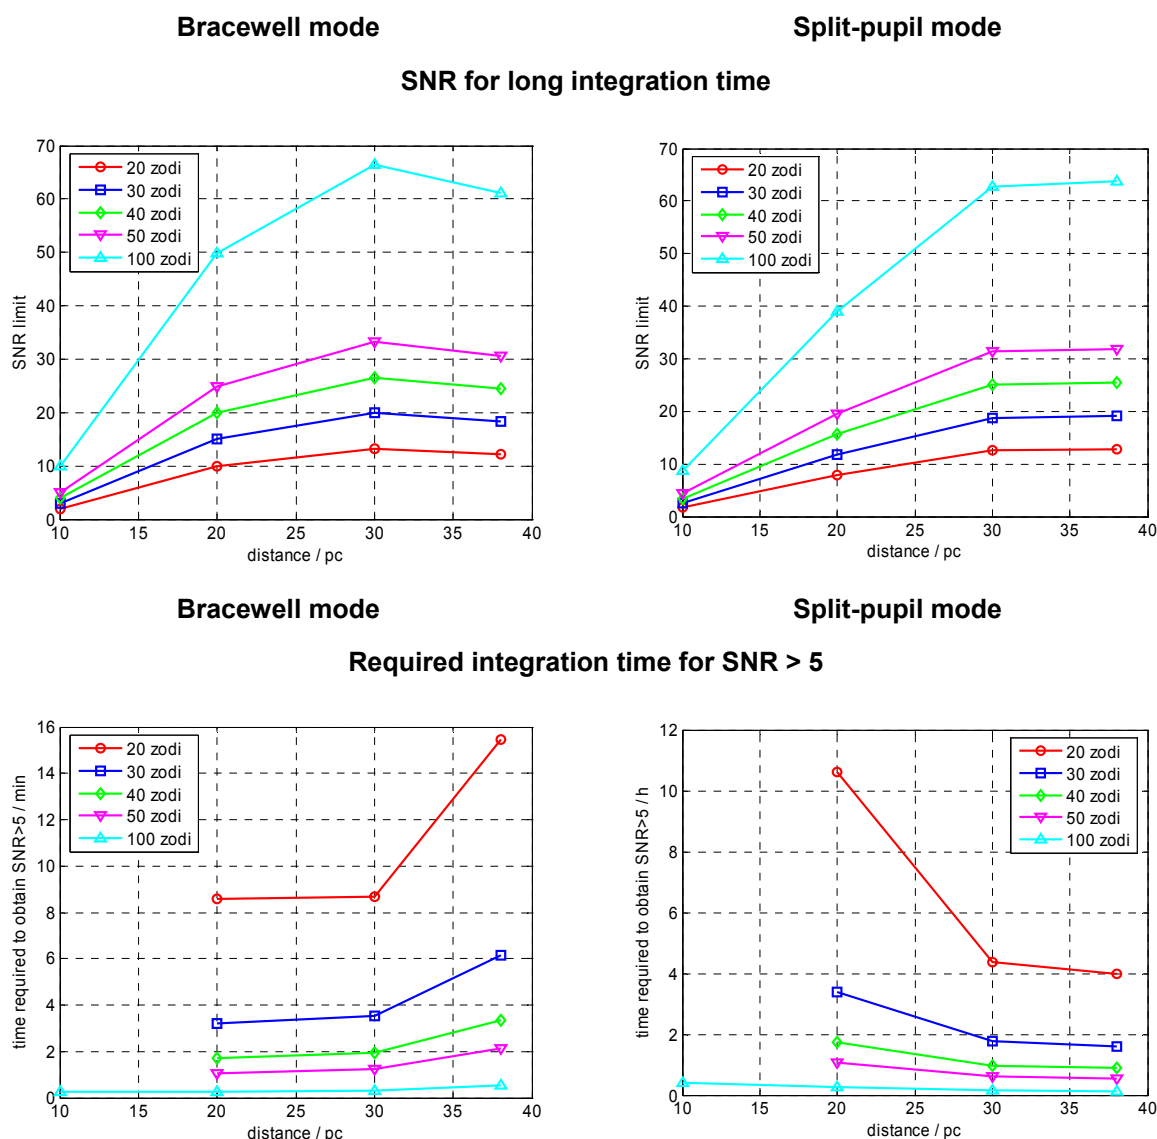 Bracewell mode
Split-pupil mode
SNR for long integration time
70
60
50
40
30
20
10
0
SNR limit
20 zodi
30 zodi
40 zodi
50 zodi
100 zodi
10 15 20 25 30 35 40
distance / pc
70
60
50
40
30
20
10
0
SNR limit
20 zodi
30 zodi
40 zodi
50 zodi
100 zodi
10 15 20 25 30 35 40
distance / pc
Bracewell mode
Split-pupil mode
Required integration time for SNR > 5
16
14
12
10
8
6
4
2
0
time required to obtain SNR>5 / min
20 zodi
30 zodi
40 zodi
50 zodi
100 zodi
10 15 20 25 30 35 40
distance / pc
12
10
8
6
4
2
0
time required to obtain SNR>5 / h
20 zodi
30 zodi
40 zodi
50 zodi
100 zodi
10 15 20 25 30 35 40
distance / pc